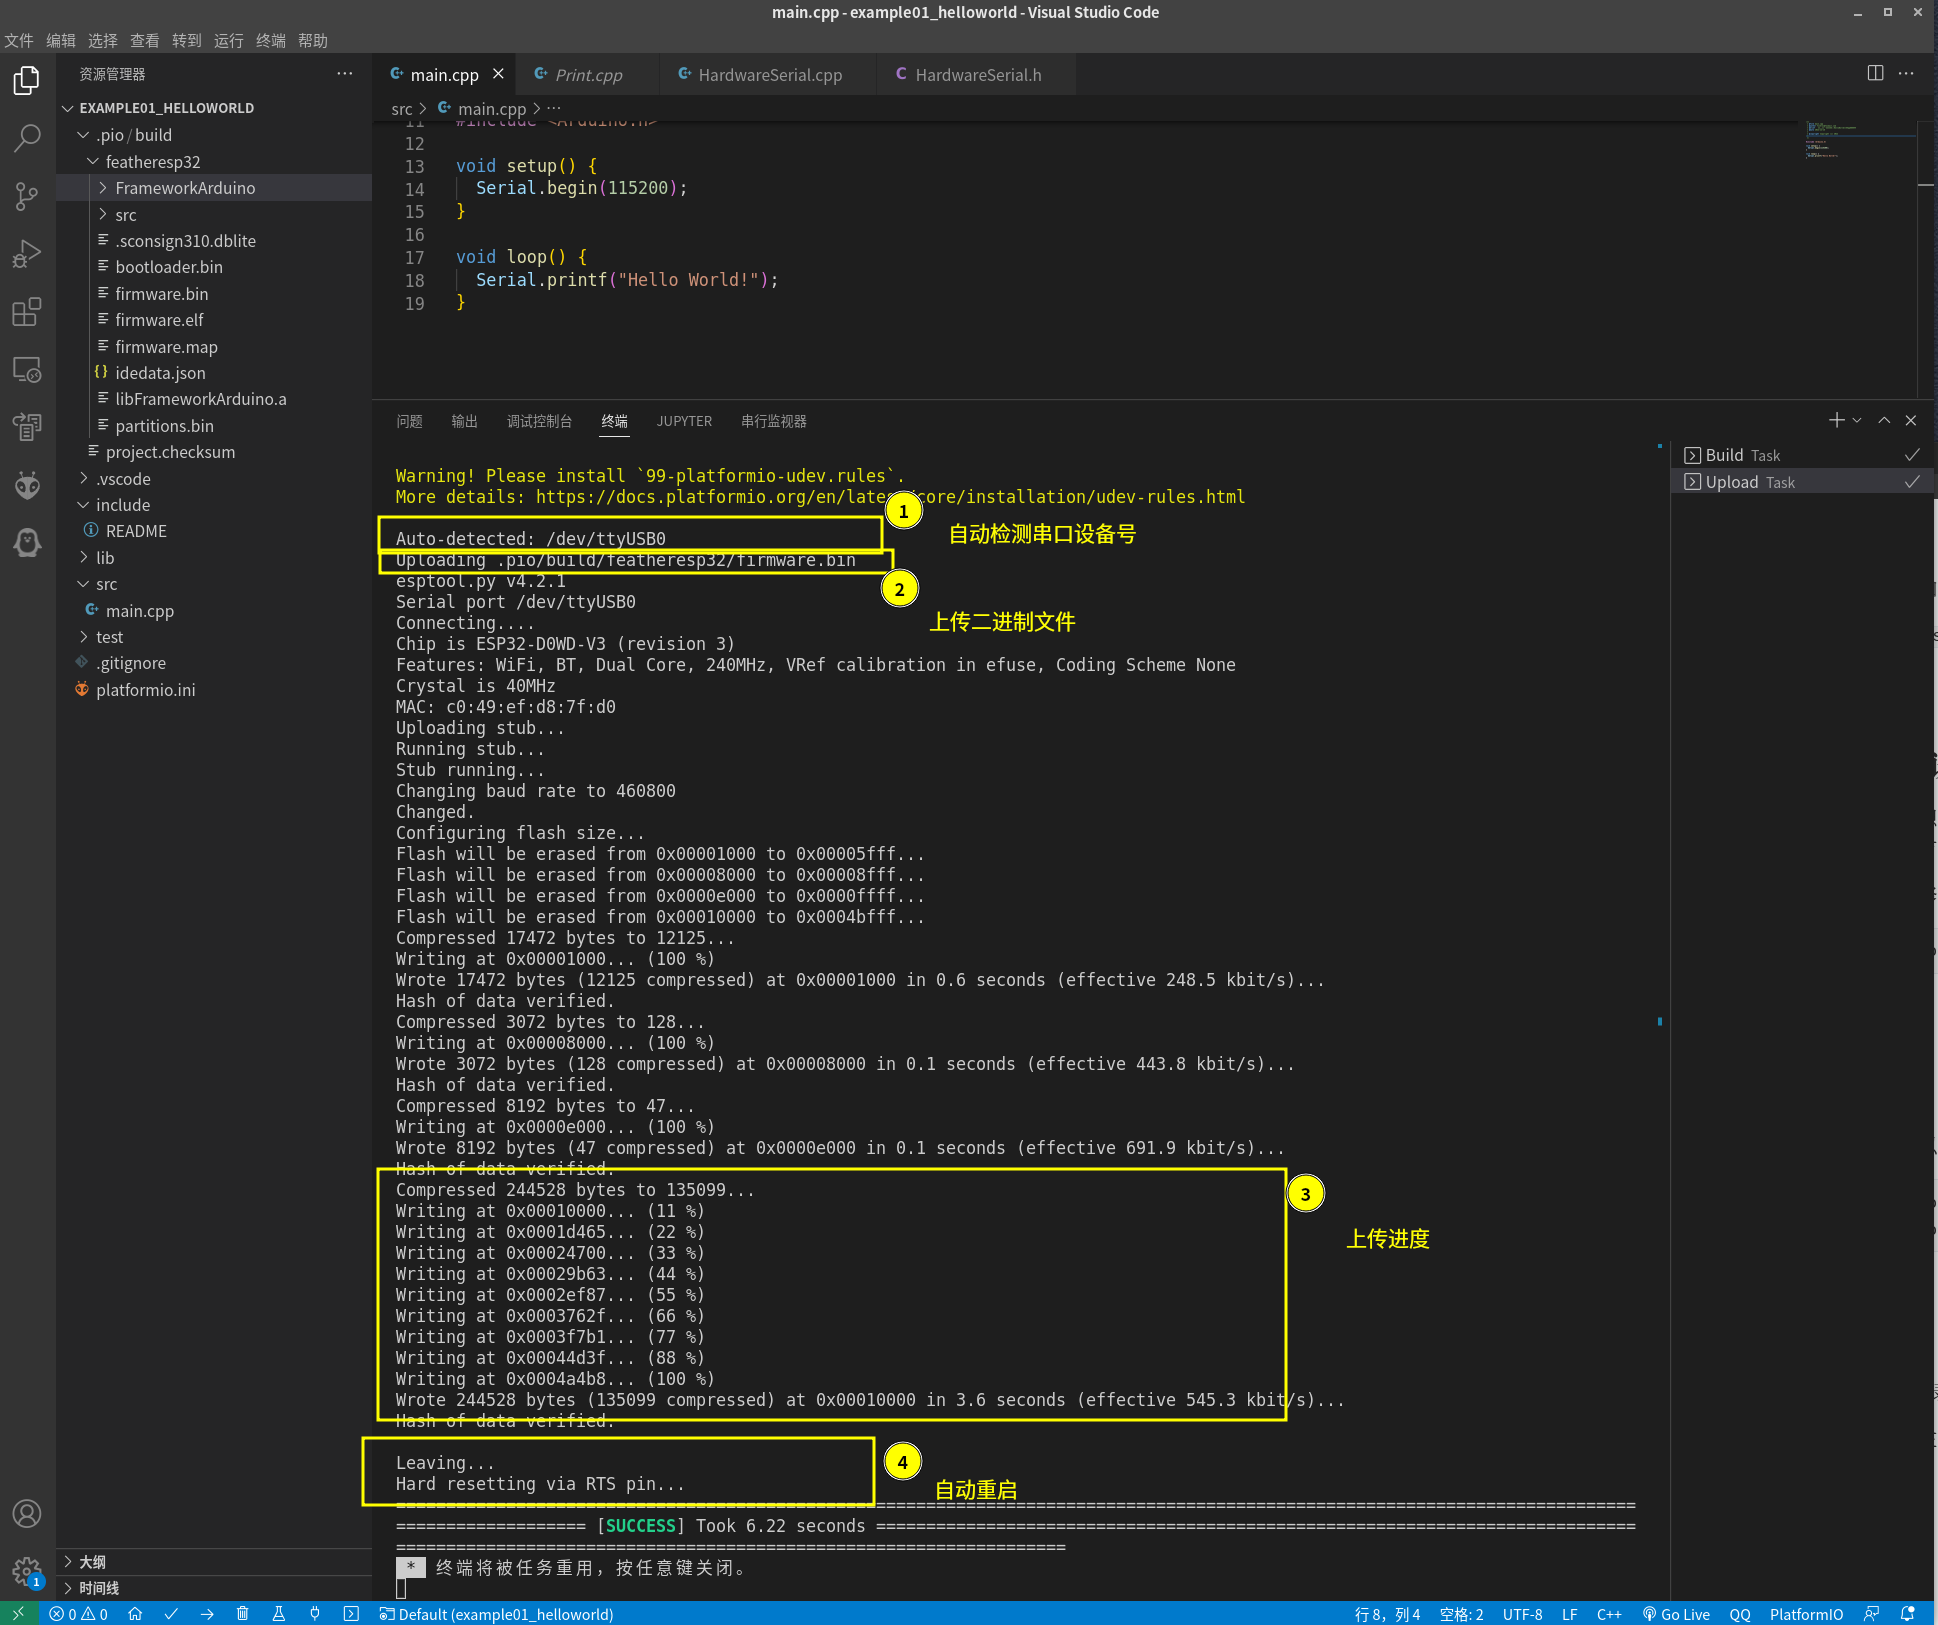 main.cpp - example01_helloworld - Visual Studio Code
文件 编辑 选择 查看 转到 运行 终端 帮助
资源管理器
EXAMPLE01_HELLOWORLD
.pio / build
featheresp32
FrameworkArduino
src
.sconsign310.dblite
bootloader.bin
firmware.bin
firmware.elf
firmware.map
idedata.json
libFrameworkArduino.a
partitions.bin
project.checksum
.vscode
include
README
lib
src
main.cpp
test
.gitignore
platformio.ini
大纲
时间线
main.cpp Print.cpp HardwareSerial.cpp HardwareSerial.h
src > main.cpp > ...
11 #include <Arduino.h>
12
13 void setup() {
14 Serial.begin(115200);
15 }
16
17 void loop() {
18 Serial.printf("Hello World!");
19 }
问题 输出 调试控制台 终端 JUPYTER 串行监视器
Build Task
Upload Task
Warning! Please install `99-platformio-udev.rules`.
More details: https://docs.platformio.org/en/latest/core/installation/udev-rules.html
1
自动检测串口设备号
Auto-detected: /dev/ttyUSB0
Uploading .pio/build/featheresp32/firmware.bin
2
上传二进制文件
esptool.py v4.2.1
Serial port /dev/ttyUSB0
Connecting....
Chip is ESP32-D0WD-V3 (revision 3)
Features: WiFi, BT, Dual Core, 240MHz, VRef calibration in efuse, Coding Scheme None
Crystal is 40MHz
MAC: c0:49:ef:d8:7f:d0
Uploading stub...
Running stub...
Stub running...
Changing baud rate to 460800
Changed.
Configuring flash size...
Flash will be erased from 0x00001000 to 0x00005fff...
Flash will be erased from 0x00008000 to 0x00008fff...
Flash will be erased from 0x0000e000 to 0x0000ffff...
Flash will be erased from 0x00010000 to 0x0004bfff...
Compressed 17472 bytes to 12125...
Writing at 0x00001000... (100 %)
Wrote 17472 bytes (12125 compressed) at 0x00001000 in 0.6 seconds (effective 248.5 kbit/s)...
Hash of data verified.
Compressed 3072 bytes to 128...
Writing at 0x00008000... (100 %)
Wrote 3072 bytes (128 compressed) at 0x00008000 in 0.1 seconds (effective 443.8 kbit/s)...
Hash of data verified.
Compressed 8192 bytes to 47...
Writing at 0x0000e000... (100 %)
Wrote 8192 bytes (47 compressed) at 0x0000e000 in 0.1 seconds (effective 691.9 kbit/s)...
Hash of data verified.
Compressed 244528 bytes to 135099...
3
上传进度
Writing at 0x00010000... (11 %)
Writing at 0x0001d465... (22 %)
Writing at 0x00024700... (33 %)
Writing at 0x00029b63... (44 %)
Writing at 0x0002ef87... (55 %)
Writing at 0x0003762f... (66 %)
Writing at 0x0003f7b1... (77 %)
Writing at 0x00044d3f... (88 %)
Writing at 0x0004a4b8... (100 %)
Wrote 244528 bytes (135099 compressed) at 0x00010000 in 3.6 seconds (effective 545.3 kbit/s)...
Hash of data verified.
Leaving...
Hard resetting via RTS pin...
4
自动重启
=================== [SUCCESS] Took 6.22 seconds ===================
* 终端将被任务重用，按任意键关闭。
1
0 0 Default (example01_helloworld) 行 8，列 4 空格: 2 UTF-8 LF C++ Go Live QQ PlatformIO